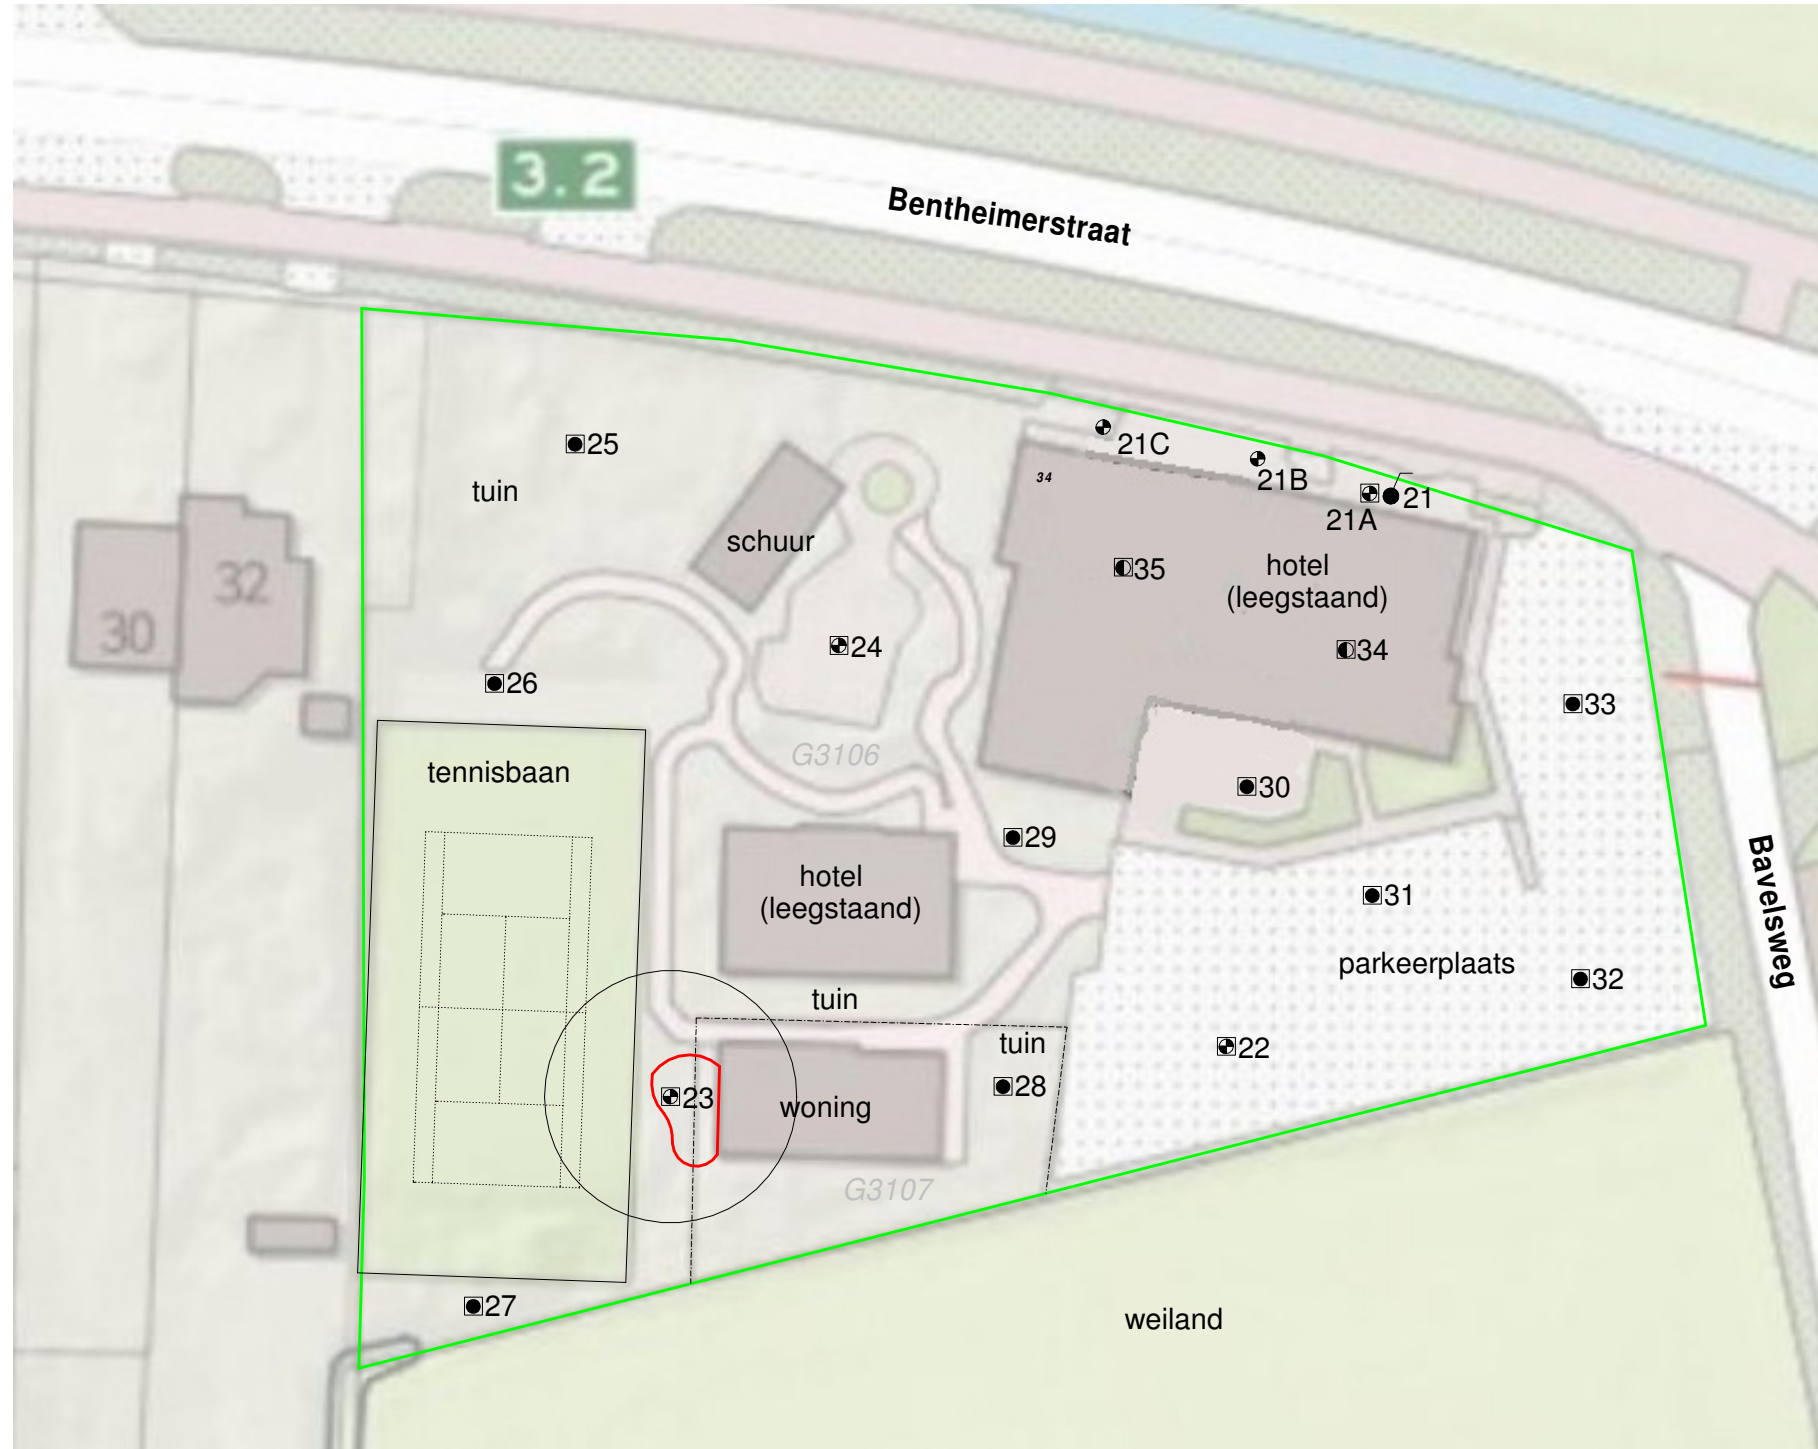 3.2
Bentheimerstraat
25
21C
tuin
34
21B
21
21A
schuur
35
hotel
(leegstaand)
32
30
24
34
26
33
G3106
tennisbaan
30
29
hotel
(leegstaand)
31
Bavelsweg
parkeerplaats
32
tuin
tuin
22
28
23
woning
G3107
27
weiland